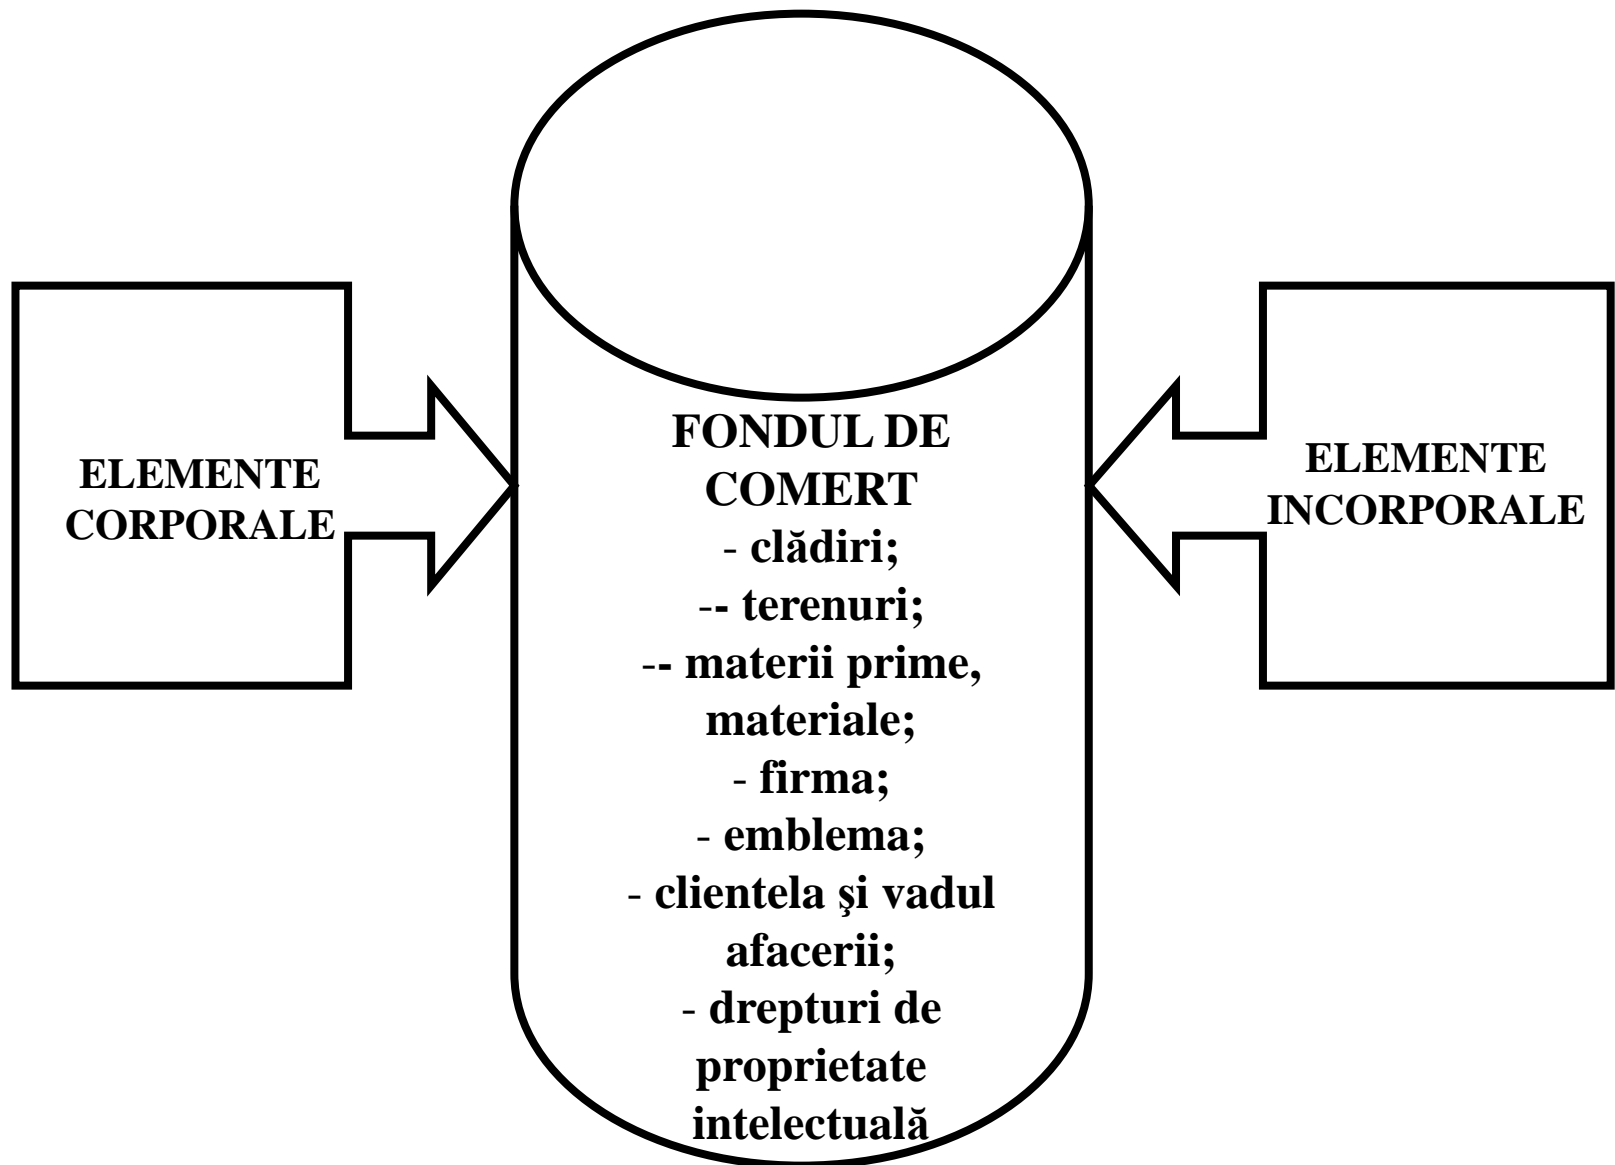 ELEMENTE
CORPORALE
FONDUL DE
COMERT
- clădiri;
-- terenuri;
-- materii prime,
materiale;
- firma;
- emblema;
- clientela şi vadul
afacerii;
- drepturi de
proprietate
intelectuală
ELEMENTE
INCORPORALE